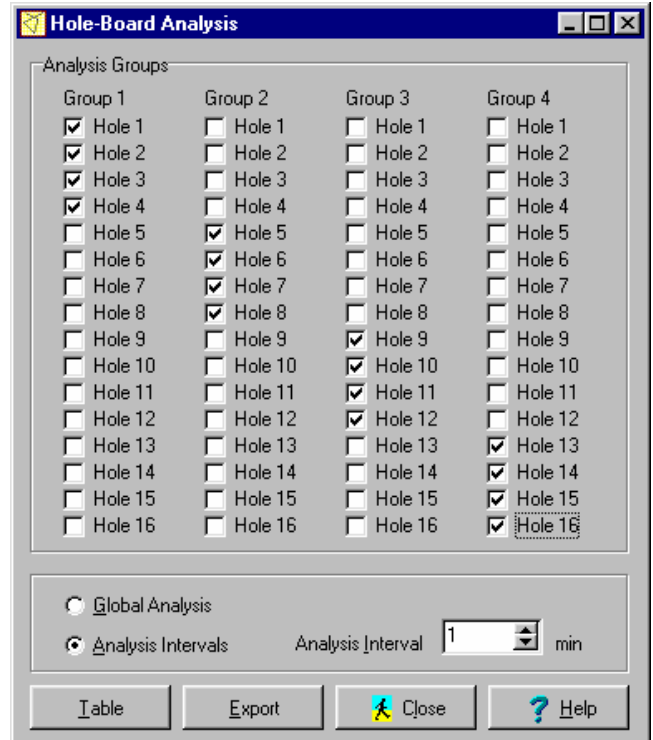 Hole-Board Analysis
Analysis Groups
Group 1 Group 2 Group 3 Group 4
Hole 1 Hole 1 Hole 1 Hole 1
Hole 2 Hole 2 Hole 2 Hole 2
Hole 3 Hole 3 Hole 3 Hole 3
Hole 4 Hole 4 Hole 4 Hole 4
Hole 5 Hole 5 Hole 5 Hole 5
Hole 6 Hole 6 Hole 6 Hole 6
Hole 7 Hole 7 Hole 7 Hole 7
Hole 8 Hole 8 Hole 8 Hole 8
Hole 9 Hole 9 Hole 9 Hole 9
Hole 10 Hole 10 Hole 10 Hole 10
Hole 11 Hole 11 Hole 11 Hole 11
Hole 12 Hole 12 Hole 12 Hole 12
Hole 13 Hole 13 Hole 13 Hole 13
Hole 14 Hole 14 Hole 14 Hole 14
Hole 15 Hole 15 Hole 15 Hole 15
Hole 16 Hole 16 Hole 16 Hole 16
Global Analysis
Analysis Intervals Analysis Interval 1 min
Table Export Close Help